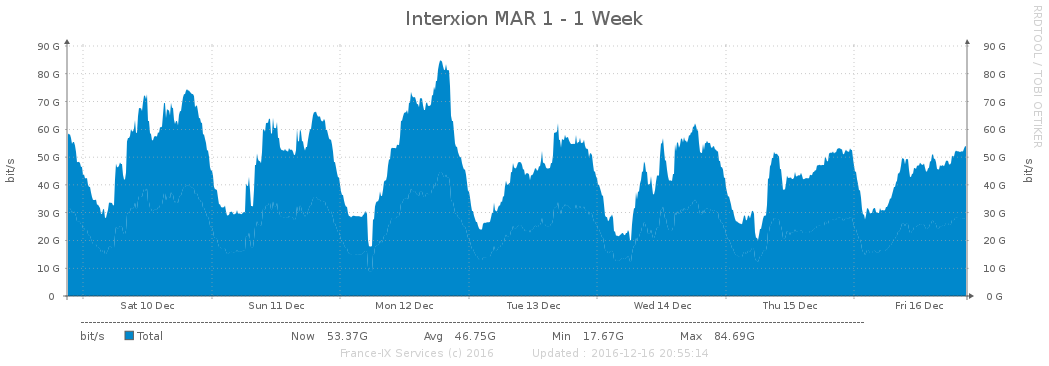 Interxion MAR 1 - 1 Week
RRDTOOL / TOBI OETIKER
bit/s
90 G 90 G
80 G 80 G
70 G 70 G
60 G 60 G
50 G 50 G
40 G 40 G
30 G 30 G
20 G 20 G
10 G 10 G
0 0 G
bit/s
Sat 10 Dec Sun 11 Dec Mon 12 Dec Tue 13 Dec Wed 14 Dec Thu 15 Dec Fri 16 Dec
bit/s Total Now 53.37G Avg 46.75G Min 17.67G Max 84.69G
France-IX Services (c) 2016 Updated : 2016-12-16 20:55:14